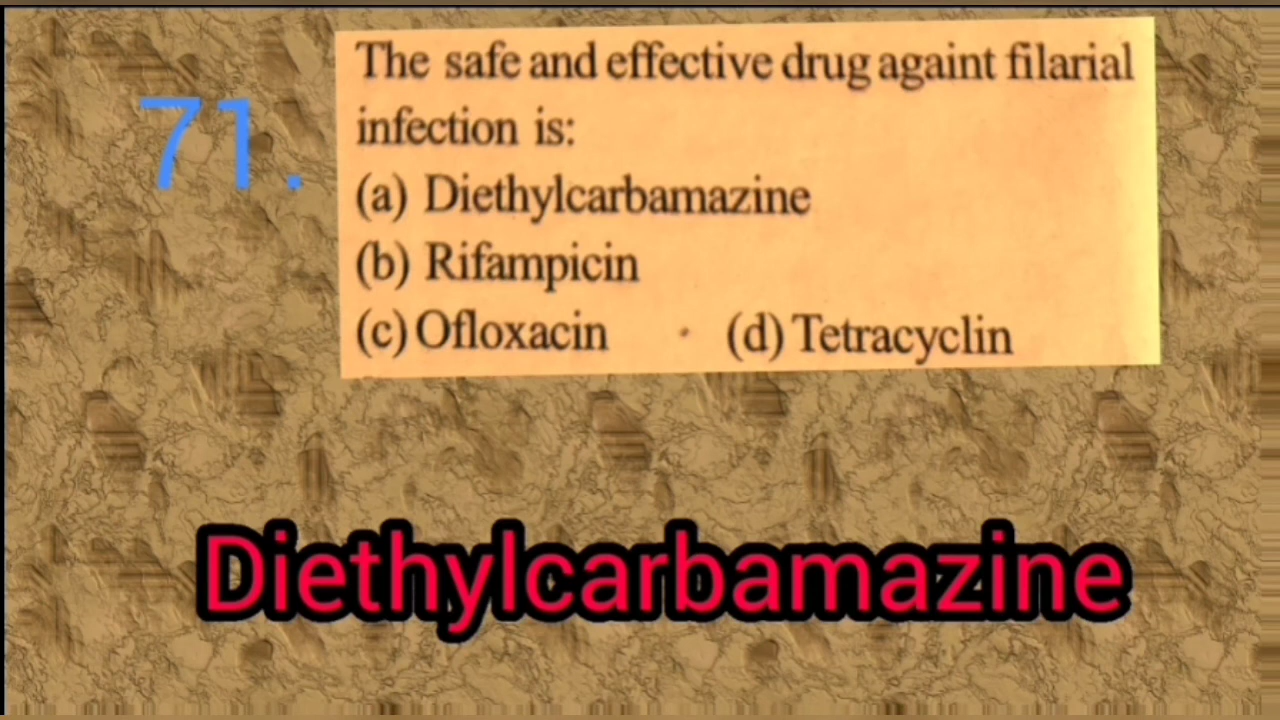 71.
The safe and effective drug againt filarial
infection is:
(a) Diethylcarbamazine
(b) Rifampicin
(c) Ofloxacin (d) Tetracyclin
Diethylcarbamazine